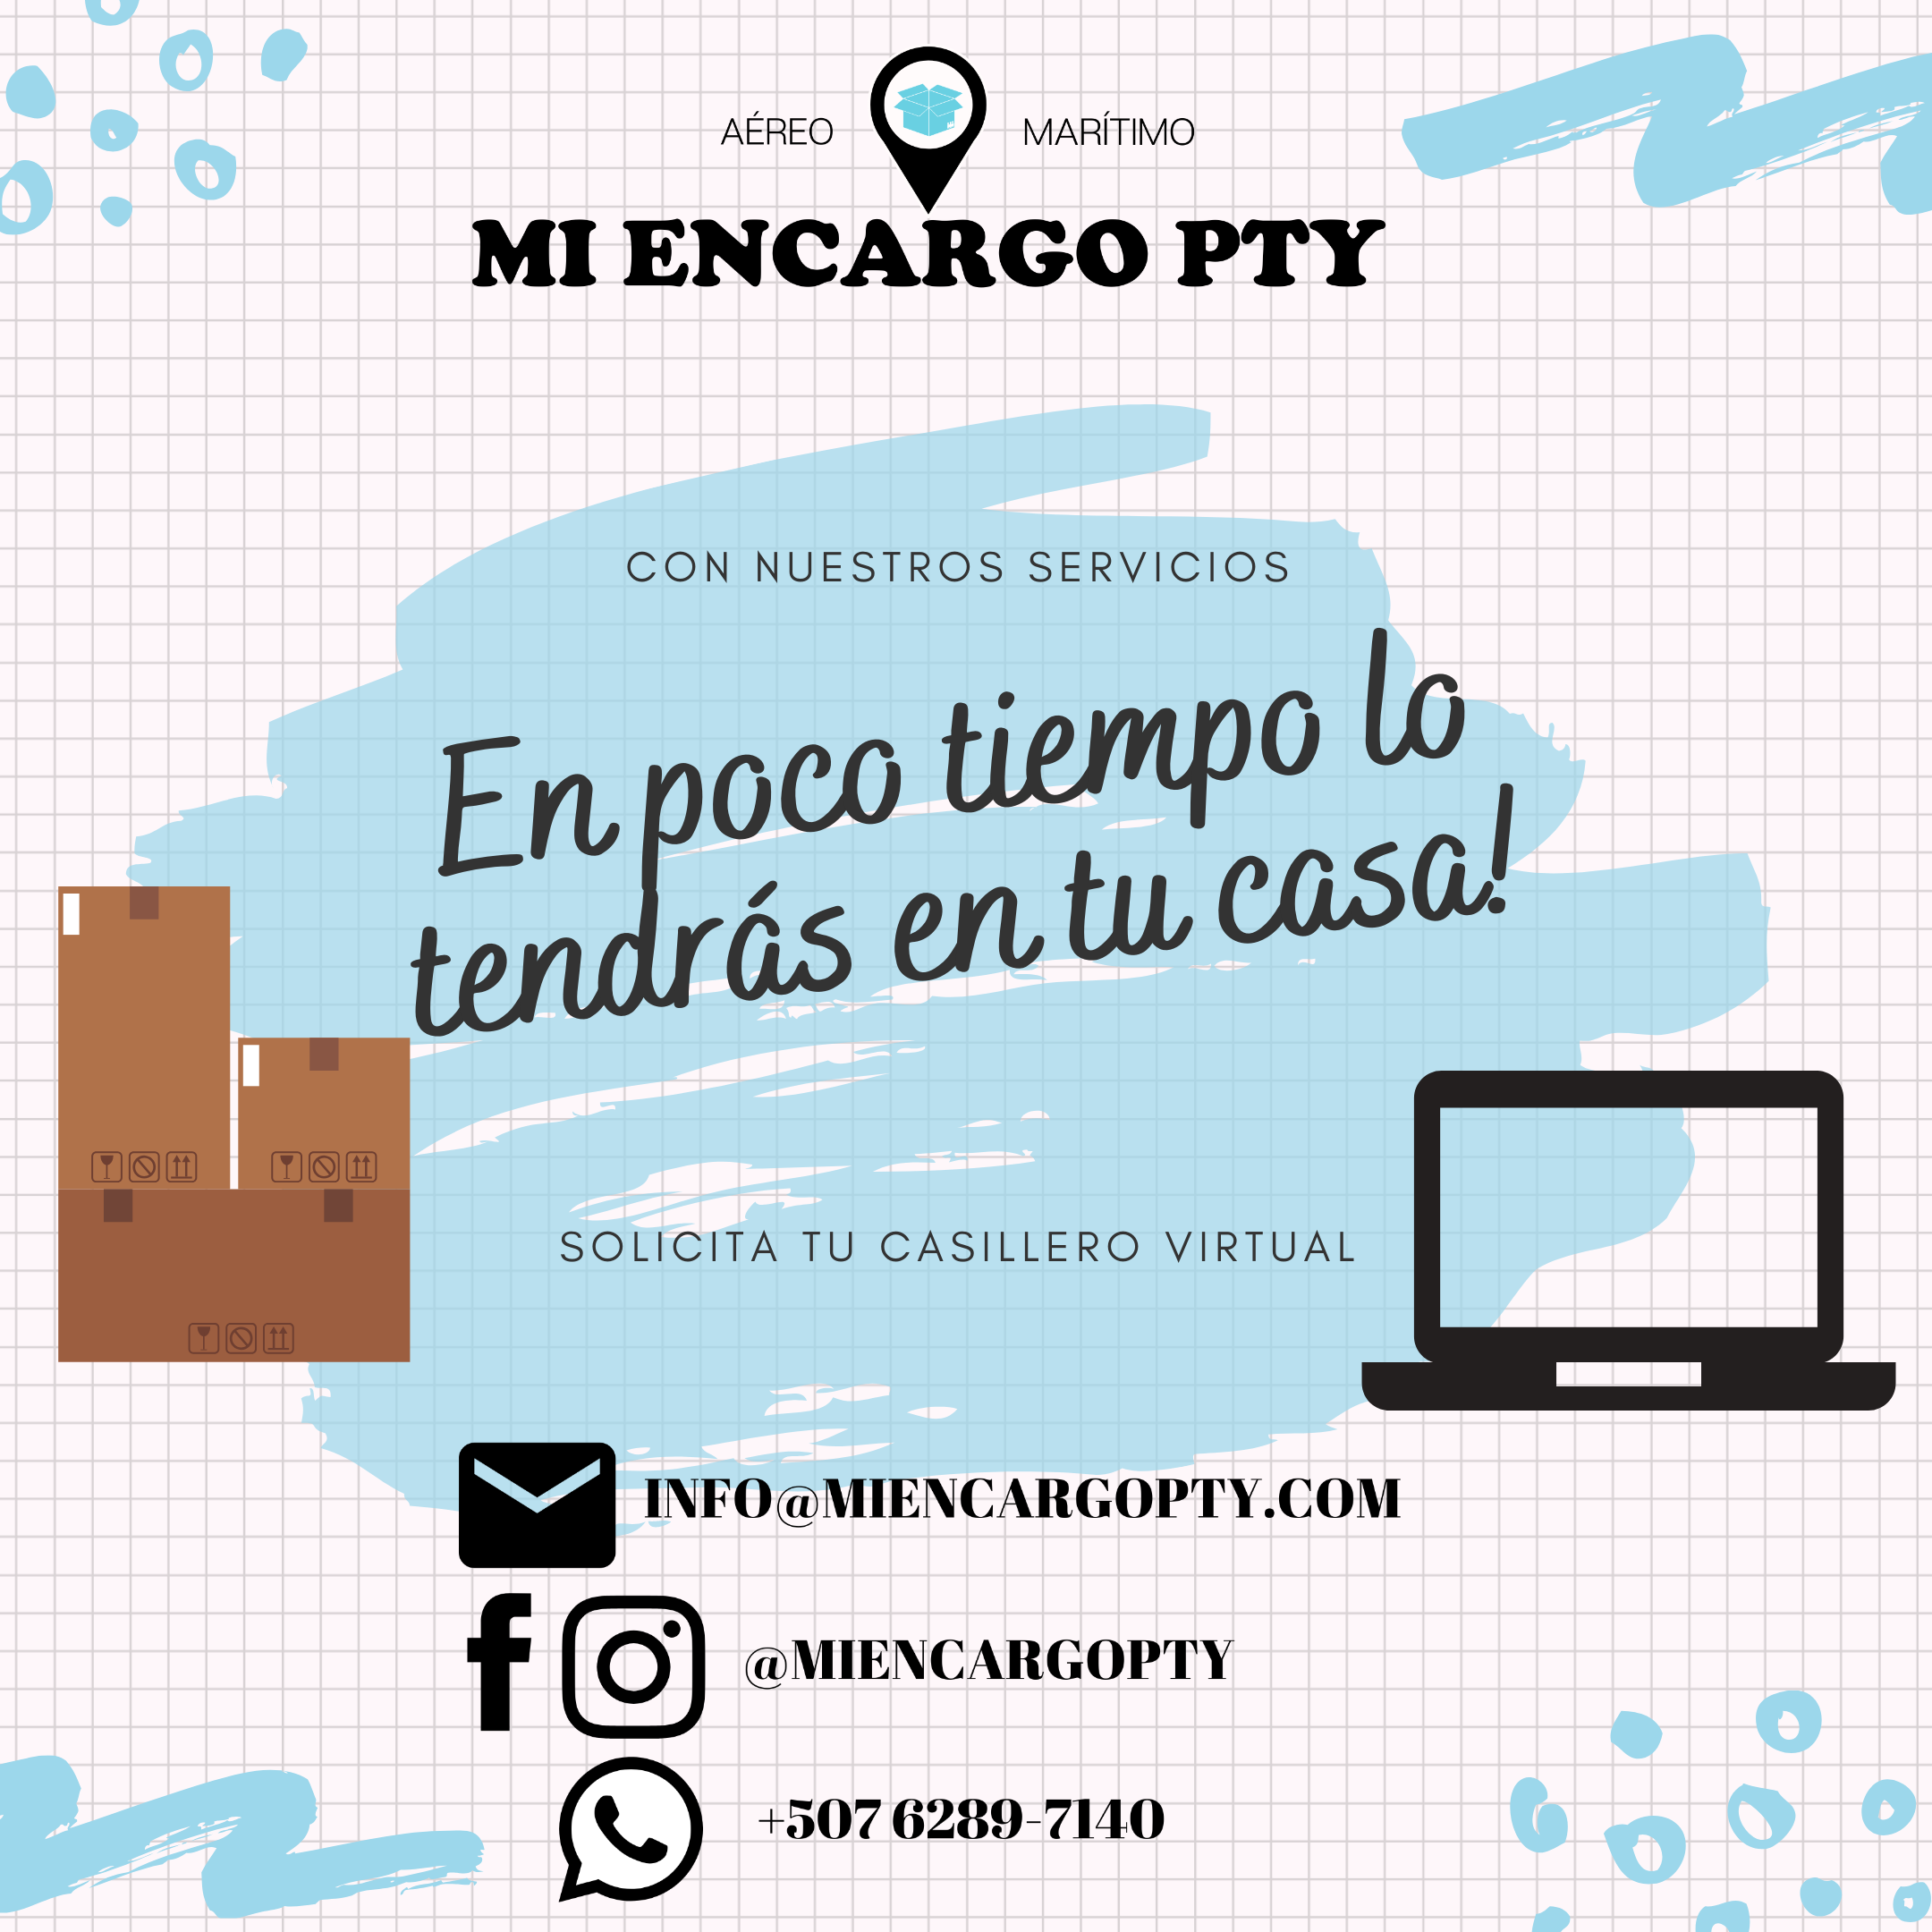 AÉREO MARÍTIMO
MI ENCARGO PTY
CON NUESTROS SERVICIOS
En poco tiempo lo
tendrás en tu casa!
SOLICITA TU CASILLERO VIRTUAL
INFO@MIENCARGOPTY.COM
@MIENCARGOPTY
+507 6289-7140